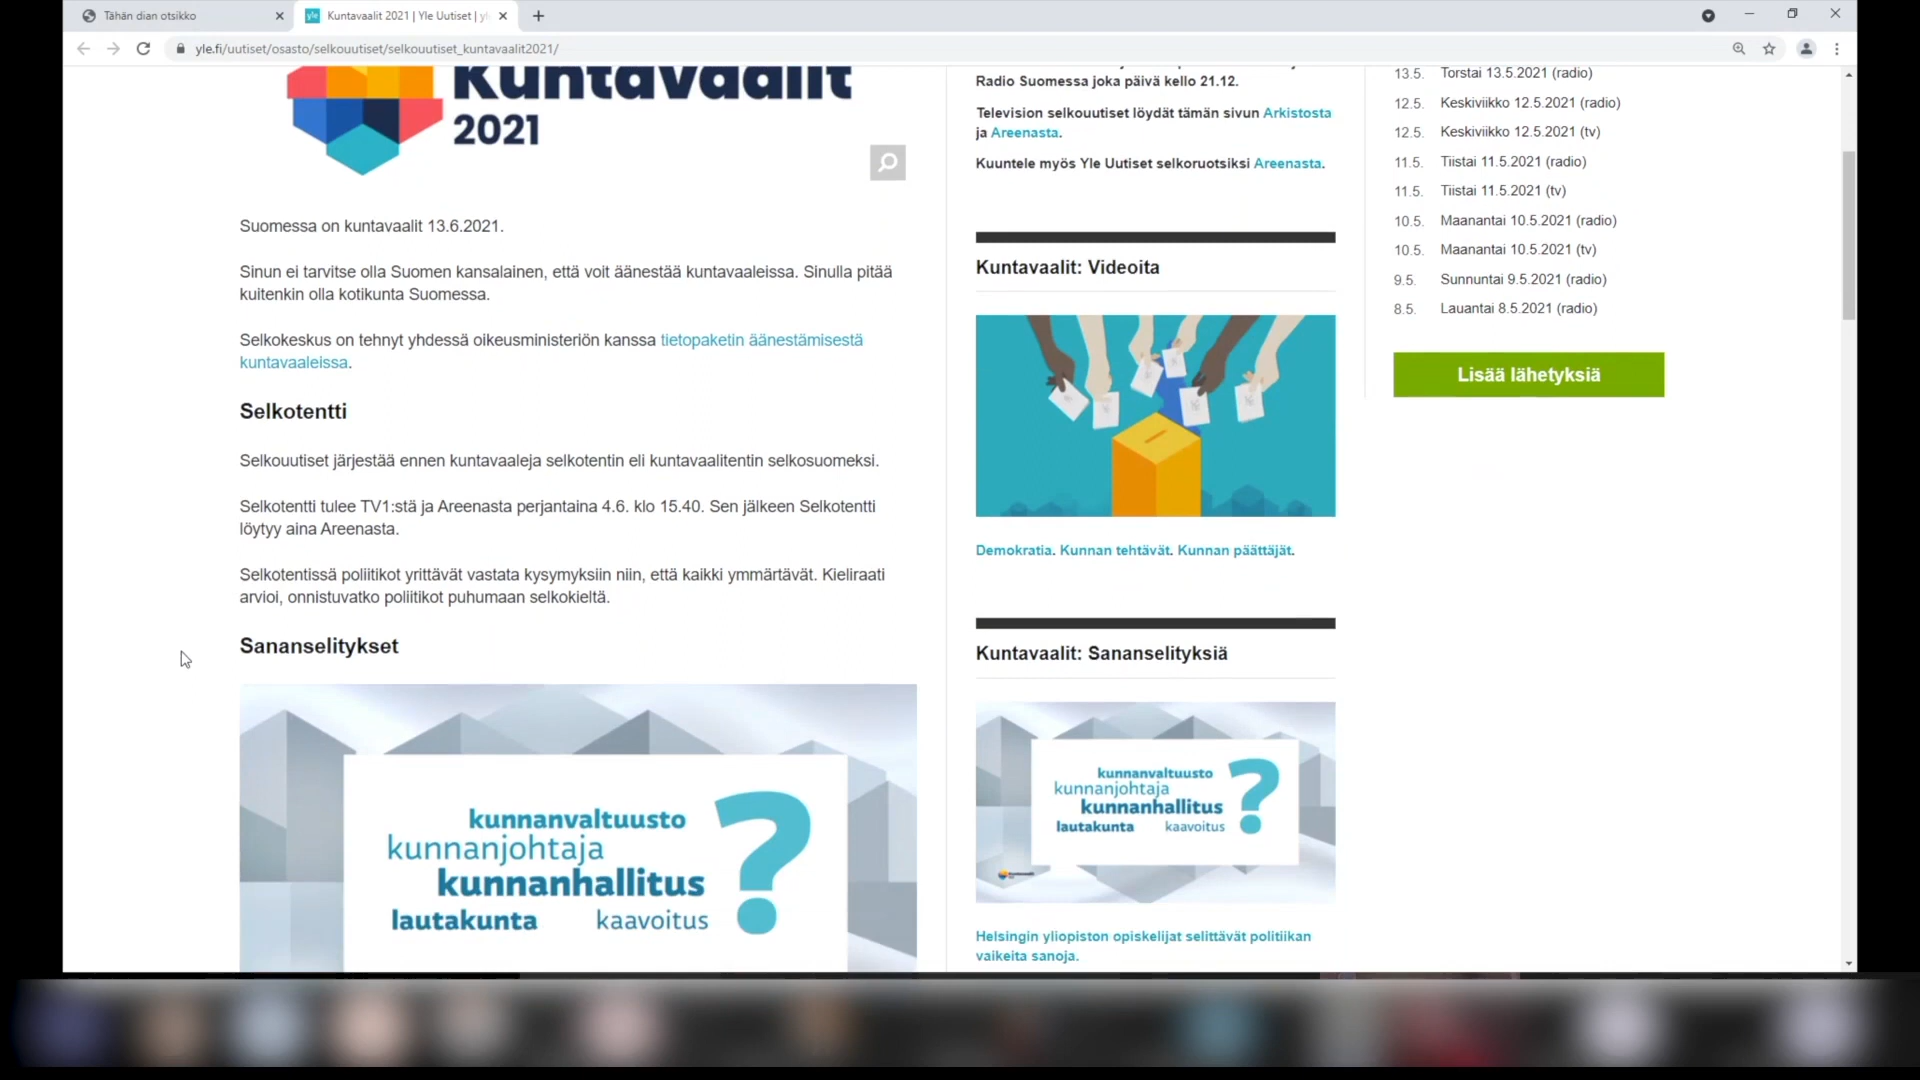 Tähän dian otsikko
Kuntavaalit 2021 | Yle Uutiset |
yle.fi/uutiset/osasto/selkouutiset/selkouutiset_kuntavaalit2021/
Kuntavaalit
2021
Suomessa on kuntavaalit 13.6.2021.
Sinun ei tarvitse olla Suomen kansalainen, että voit äänestää kuntavaaleissa. Sinulla pitää
kuitenkin olla kotikunta Suomessa.
Selkokeskus on tehnyt yhdessä oikeusministeriön kanssa tietopaketin äänestämisestä
kuntavaaleissa.
Selkotentti
Selkouutiset järjestää ennen kuntavaaleja selkotentin eli kuntavaalitentin selkosuomeksi.
Selkotentti tulee TV1:stä ja Areenasta perjantaina 4.6. klo 15.40. Sen jälkeen Selkotentti
löytyy aina Areenasta.
Selkotentissä poliitikot yrittävät vastata kysymyksiin niin, että kaikki ymmärtävät. Kieliraati
arvioi, onnistuvatko poliitikot puhumaan selkokieltä.
Sananselitykset
kunnanvaltuusto
kunnanjohtaja
kunnanhallitus
lautakunta kaavoitus
?
Radio Suomessa joka päivä kello 21.12.
Television selkouutiset löydät tämän sivun Arkistosta
ja Areenasta.
Kuuntele myös Yle Uutiset selkoruotsiksi Areenasta.
Kuntavaalit: Videoita
Demokratia. Kunnan tehtävät. Kunnan päättäjät.
Kuntavaalit: Sananselityksiä
kunnanvaltuusto
kunnanjohtaja
kunnanhallitus
lautakunta kaavoitus
?
Helsingin yliopiston opiskelijat selittävät politiikan
vaikeita sanoja.
13.5. Torstai 13.5.2021 (radio)
12.5. Keskiviikko 12.5.2021 (radio)
12.5. Keskiviikko 12.5.2021 (tv)
11.5. Tiistai 11.5.2021 (radio)
11.5. Tiistai 11.5.2021 (tv)
10.5. Maanantai 10.5.2021 (radio)
10.5. Maanantai 10.5.2021 (tv)
9.5. Sunnuntai 9.5.2021 (radio)
8.5. Lauantai 8.5.2021 (radio)
Lisää lähetyksiä